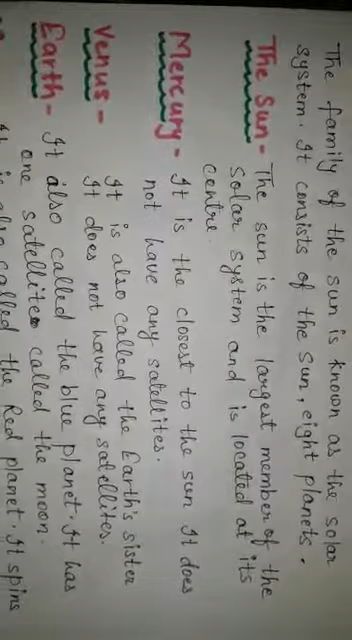 The family of the sun is known as the solar
system. It consists of the sun, eight planets.
The Sun- The sun is the largest member of the
solar system and is located at its
centre.
Mercury- It is the closest to the sun It does
not have any satellites.
Venus- It is also called the Earth's sister
It does not have any satellites.
Earth- It also called the blue planet. It has
one satellite called the moon.
It is also called the Red planet. It spins